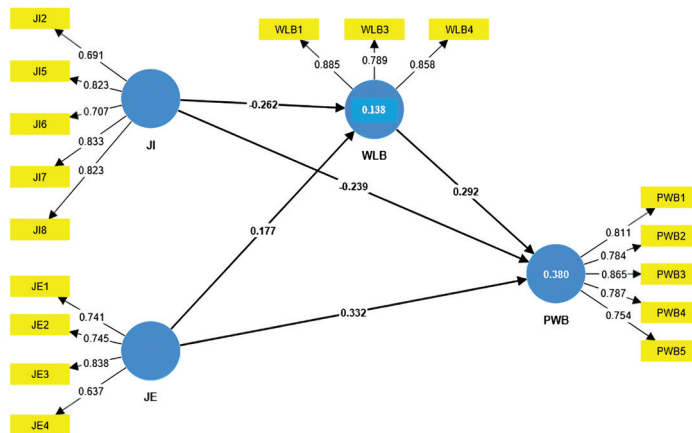 JI2
JI5
JI6
JI7
JI8
0.691
0.823
0.707
0.833
0.823
JI
WLB1
WLB3
WLB4
0.885
0.789
0.858
0.138
WLB
-0.262
-0.239
0.177
0.292
0.332
JE1
JE2
JE3
JE4
0.741
0.745
0.838
0.637
JE
0.380
PWB
0.811
0.784
0.865
0.787
0.754
PWB1
PWB2
PWB3
PWB4
PWB5